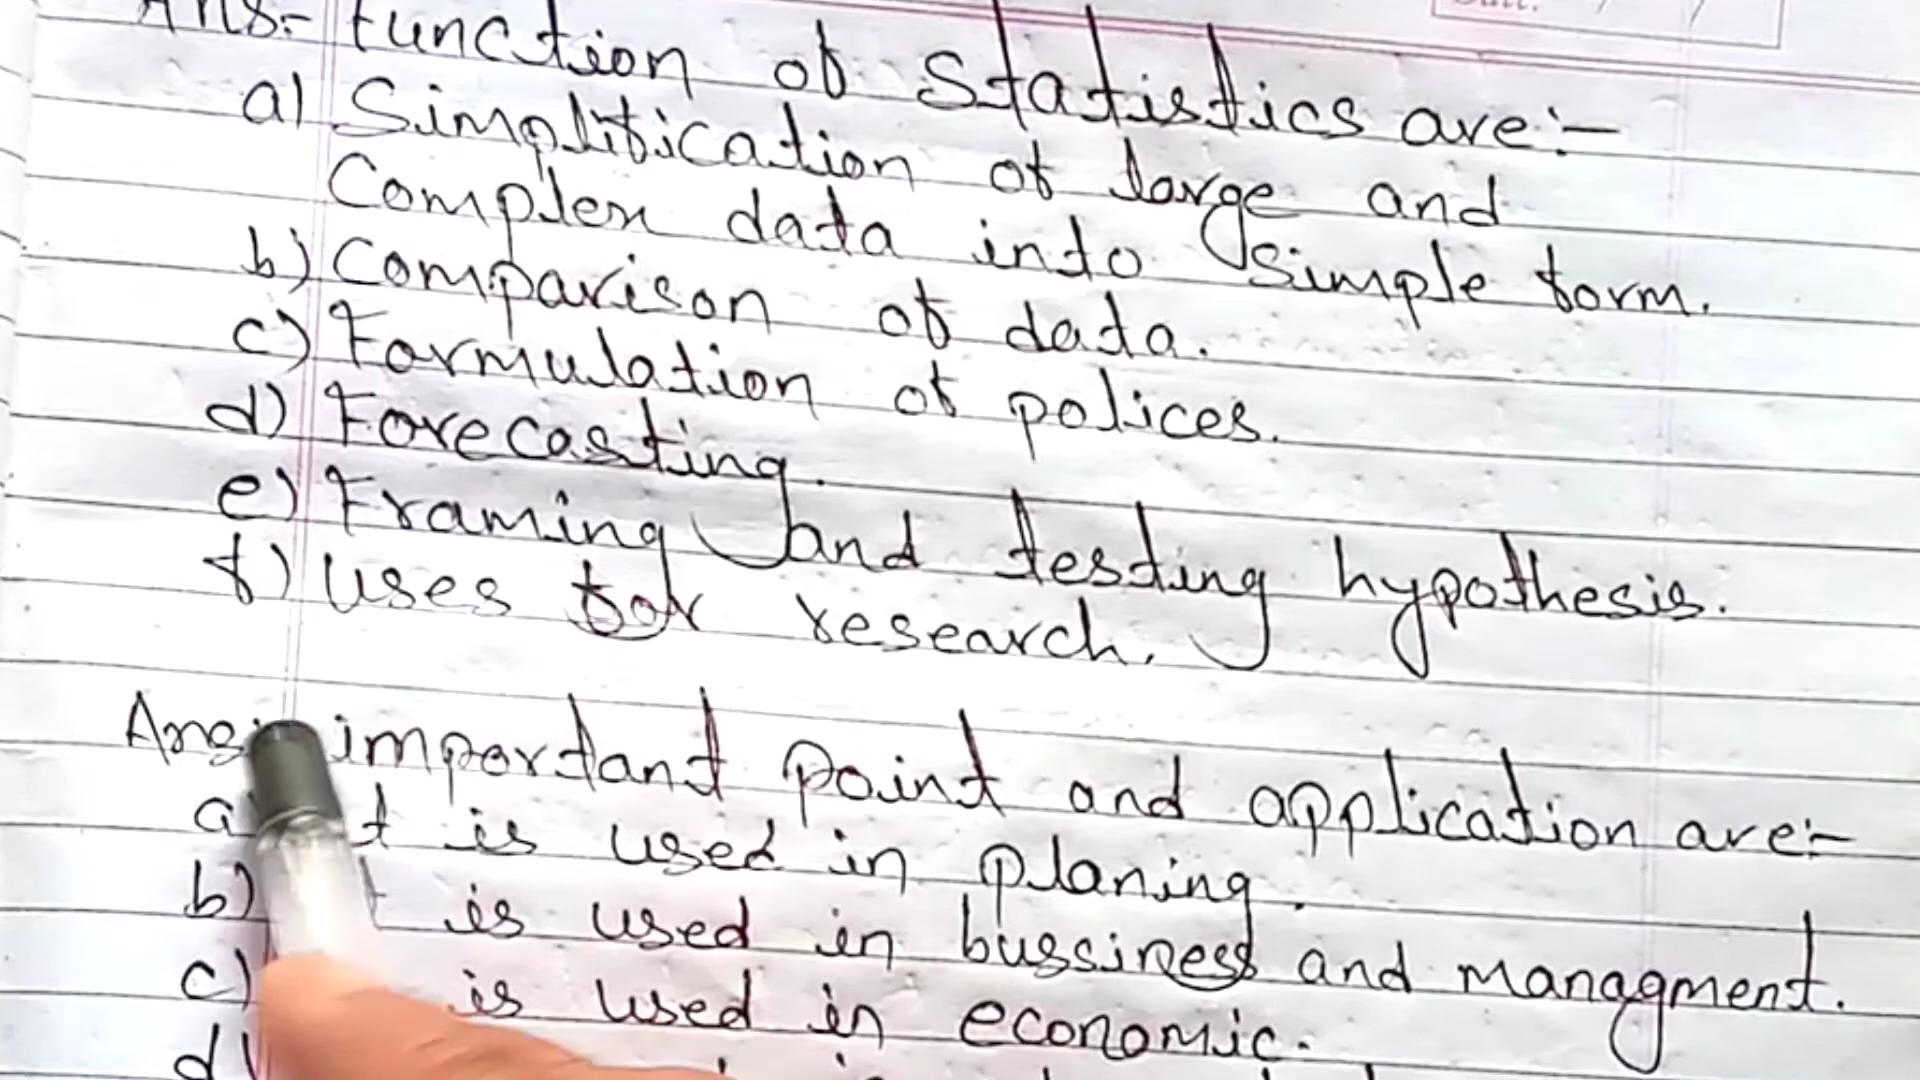 Ans:- Function of Statistics are:-
a) Simplification of large and
Complex data into simple form.
b) Comparison of data.
c) Formulation of polices.
d) Forecasting.
e) Framing and testing hypothesis.
f) Uses for research.
Ans:- important point and application are:-
a) It is used in planing.
b) It is used in bussiness and managment.
c) is used in economic.
d)